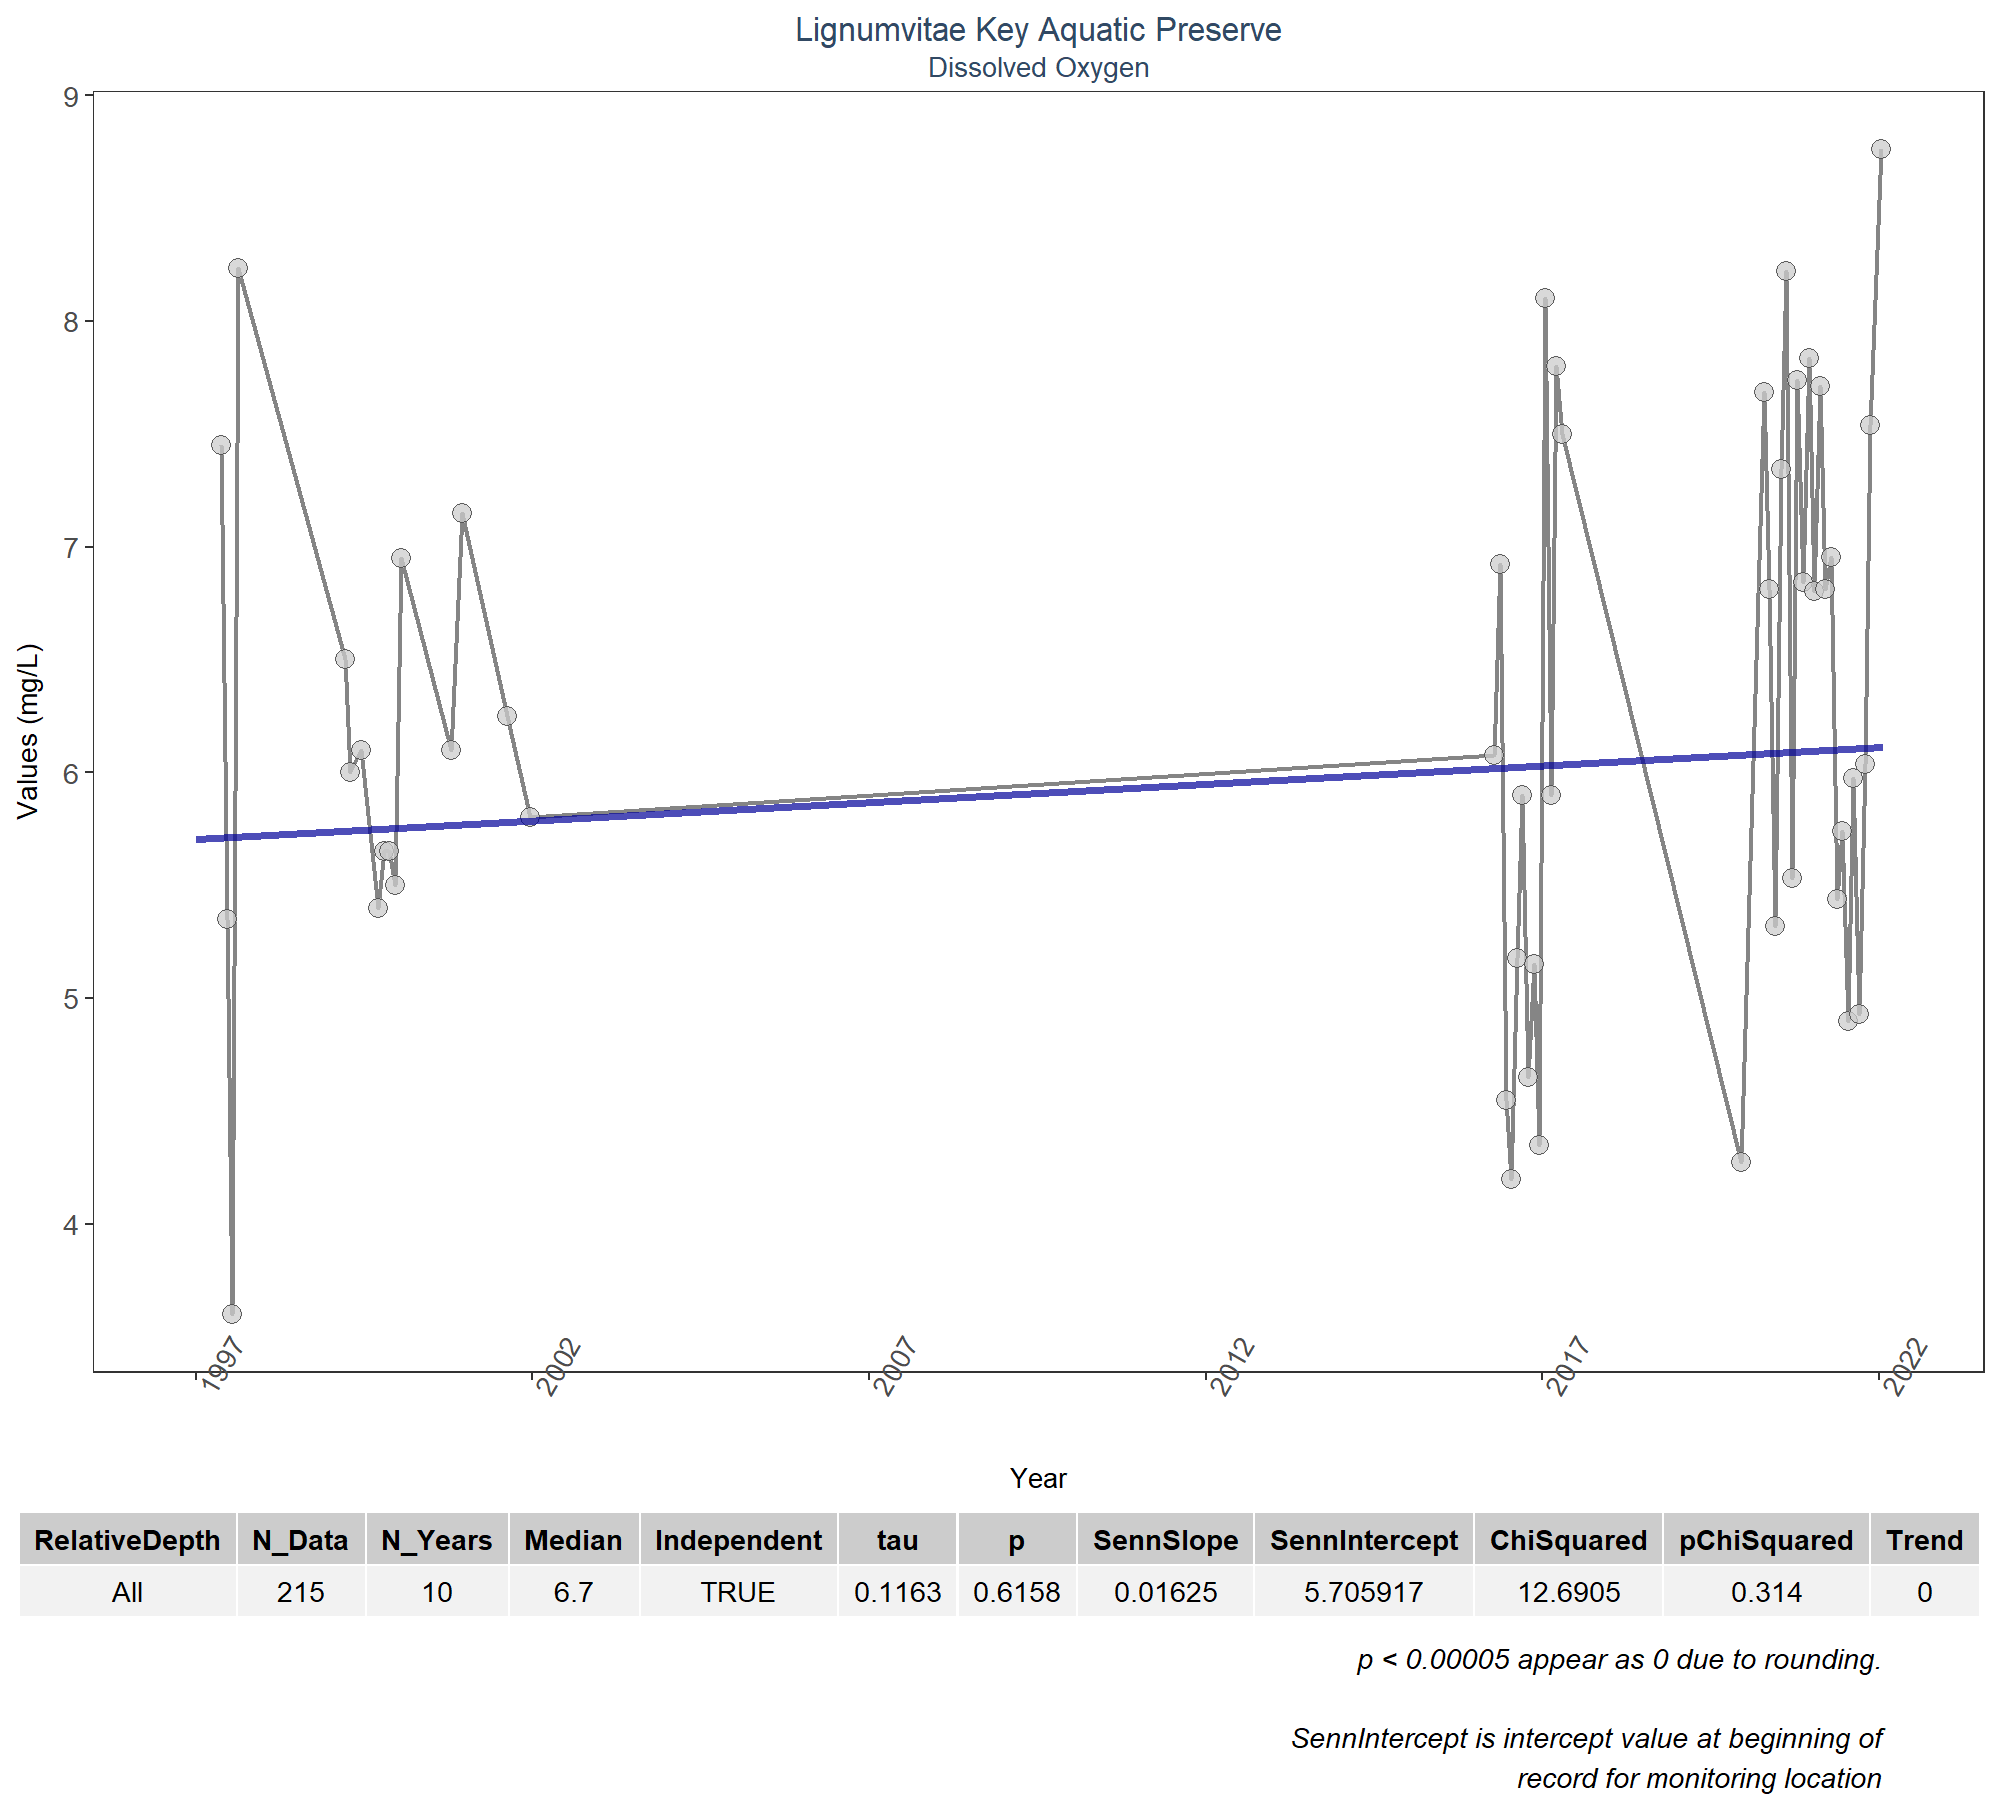 Lignumvitae Key Aquatic Preserve
Dissolved Oxygen
9
8
7
6
5
4
Values (mg/L)
1997 2002 2007 2012 2017 2022
Year
RelativeDepth N_Data N_Years Median Independent tau p SennSlope SennIntercept ChiSquared pChiSquared Trend
All 215 10 6.7 TRUE 0.1163 0.6158 0.01625 5.705917 12.6905 0.314 0
p < 0.00005 appear as 0 due to rounding.
SennIntercept is intercept value at beginning of
record for monitoring location